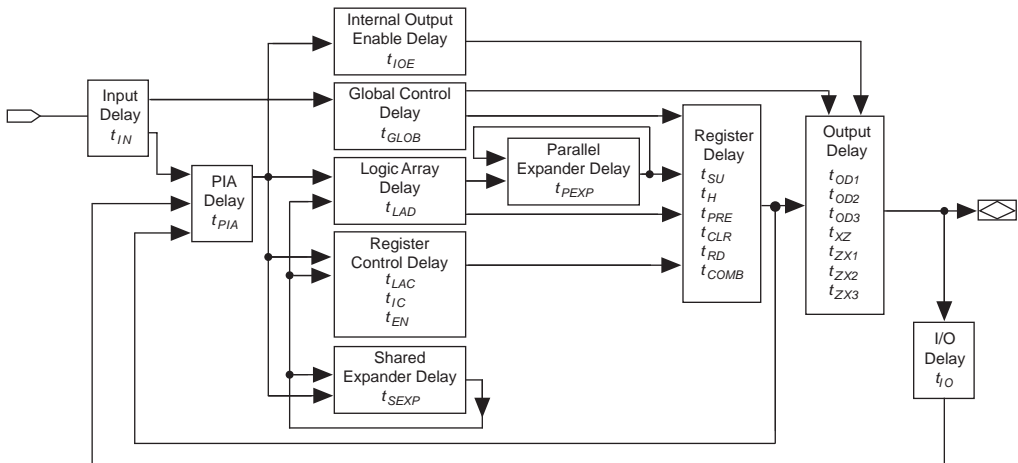 Internal Output
Enable Delay
tIOE
Input
Delay
tIN
Global Control
Delay
tGLOB
PIA
Delay
tPIA
Logic Array
Delay
tLAD
Parallel
Expander Delay
tPEXP
Register
Control Delay
tLAC
tIC
tEN
Shared
Expander Delay
tSEXP
Register
Delay
tSU
tH
tPRE
tCLR
tRD
tCOMB
Output
Delay
tOD1
tOD2
tOD3
tXZ
tZX1
tZX2
tZX3
I/O
Delay
tIO